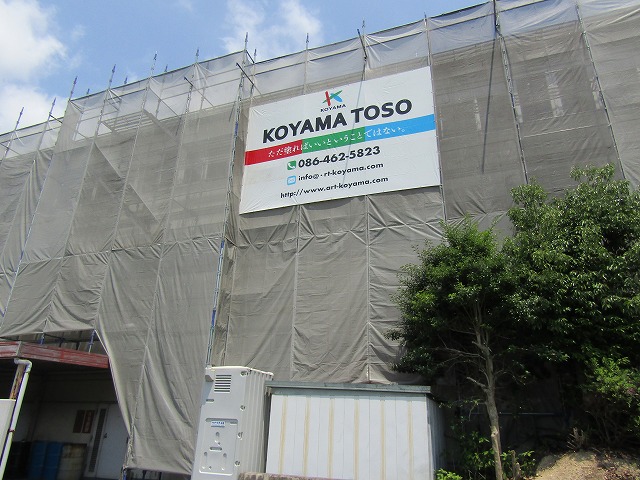 KOYAMA
KOYAMA TOSO
ただ塗ればいいということではない。
086-462-5823
info@ rt-koyama.com
http://www.art-koyama.com